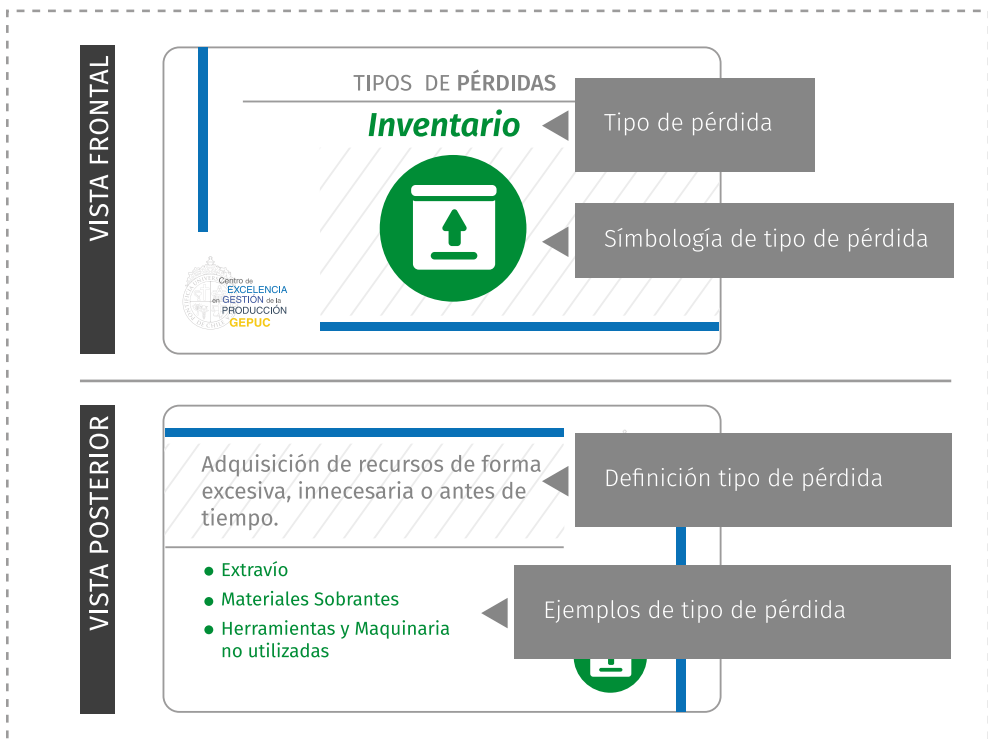 VISTA FRONTAL
TIPOS DE PÉRDIDAS
Inventario
Tipo de pérdida
Símbología de tipo de pérdida
Centro de
EXCELENCIA
en GESTIÓN de la
PRODUCCIÓN
GEPUC
VISTA POSTERIOR
Adquisición de recursos de forma
excesiva, innecesaria o antes de
tiempo.
Definición tipo de pérdida
Extravío
Materiales Sobrantes
Herramientas y Maquinaria
no utilizadas
Ejemplos de tipo de pérdida